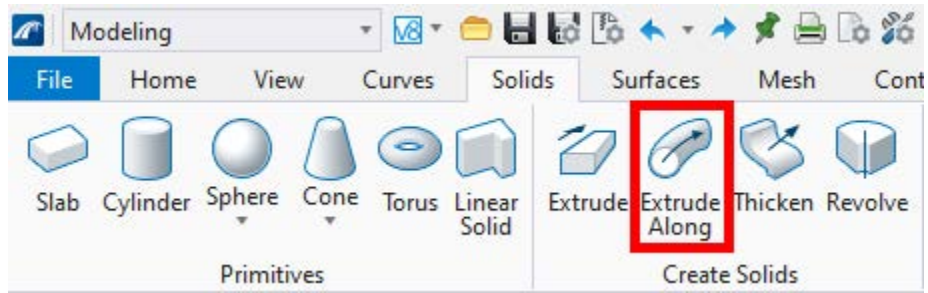 Modeling
V8
File Home View Curves Solids Surfaces Mesh Cont
Slab Cylinder Sphere Cone Torus Linear Solid Extrude Extrude Along Thicken Revolve
Primitives Create Solids